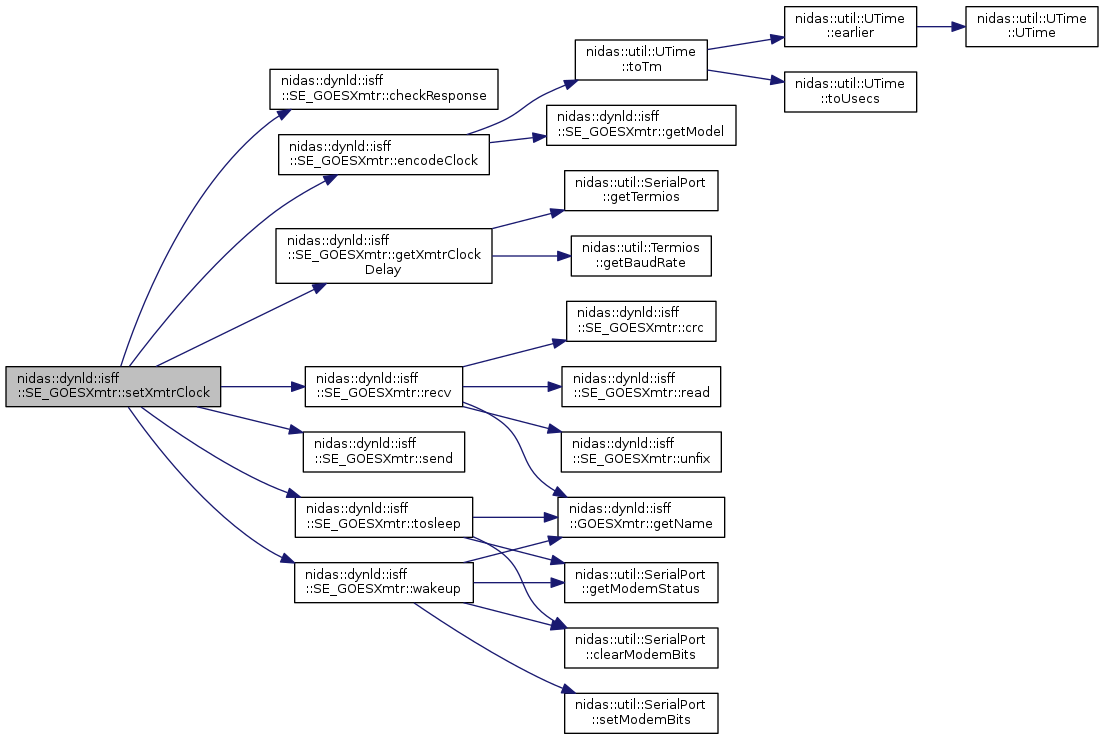 nidas::util::UTime
::earlier
nidas::util::UTime
::UTime
nidas::util::UTime
::toTm
nidas::util::UTime
::toUsecs
nidas::dynld::isff
::SE_GOESXmtr::checkResponse
nidas::dynld::isff
::SE_GOESXmtr::getModel
nidas::dynld::isff
::SE_GOESXmtr::encodeClock
nidas::util::SerialPort
::getTermios
nidas::dynld::isff
::SE_GOESXmtr::getXmtrClock
Delay
nidas::util::Termios
::getBaudRate
nidas::dynld::isff
::SE_GOESXmtr::crc
nidas::dynld::isff
::SE_GOESXmtr::setXmtrClock
nidas::dynld::isff
::SE_GOESXmtr::recv
nidas::dynld::isff
::SE_GOESXmtr::read
nidas::dynld::isff
::SE_GOESXmtr::send
nidas::dynld::isff
::SE_GOESXmtr::unfix
nidas::dynld::isff
::SE_GOESXmtr::tosleep
nidas::dynld::isff
::GOESXmtr::getName
nidas::dynld::isff
::SE_GOESXmtr::wakeup
nidas::util::SerialPort
::getModemStatus
nidas::util::SerialPort
::clearModemBits
nidas::util::SerialPort
::setModemBits